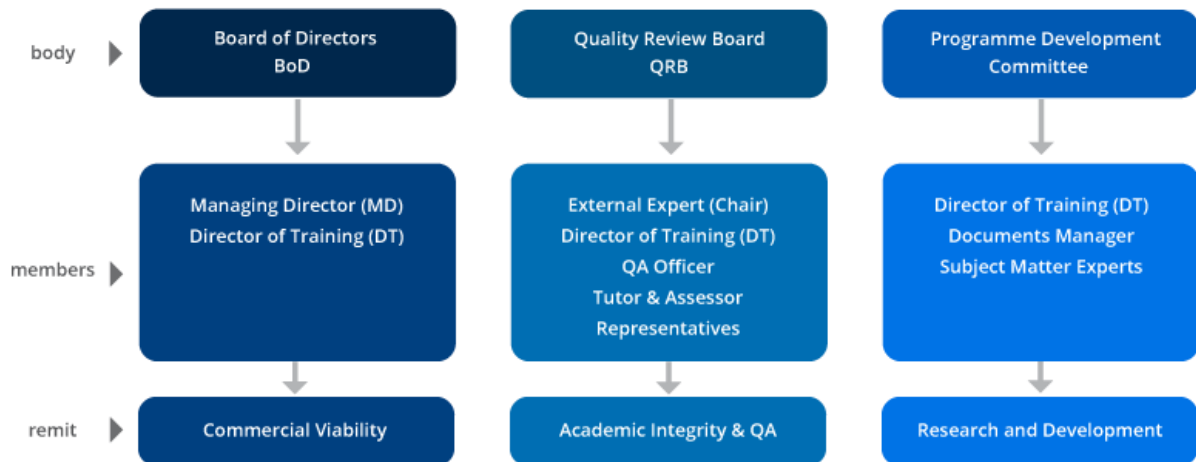 body
Board of Directors
BoD
Quality Review Board
QRB
Programme Development
Committee
members
Managing Director (MD)
Director of Training (DT)
External Expert (Chair)
Director of Training (DT)
QA Officer
Tutor & Assessor
Representatives
Director of Training (DT)
Documents Manager
Subject Matter Experts
remit
Commercial Viability
Academic Integrity & QA
Research and Development